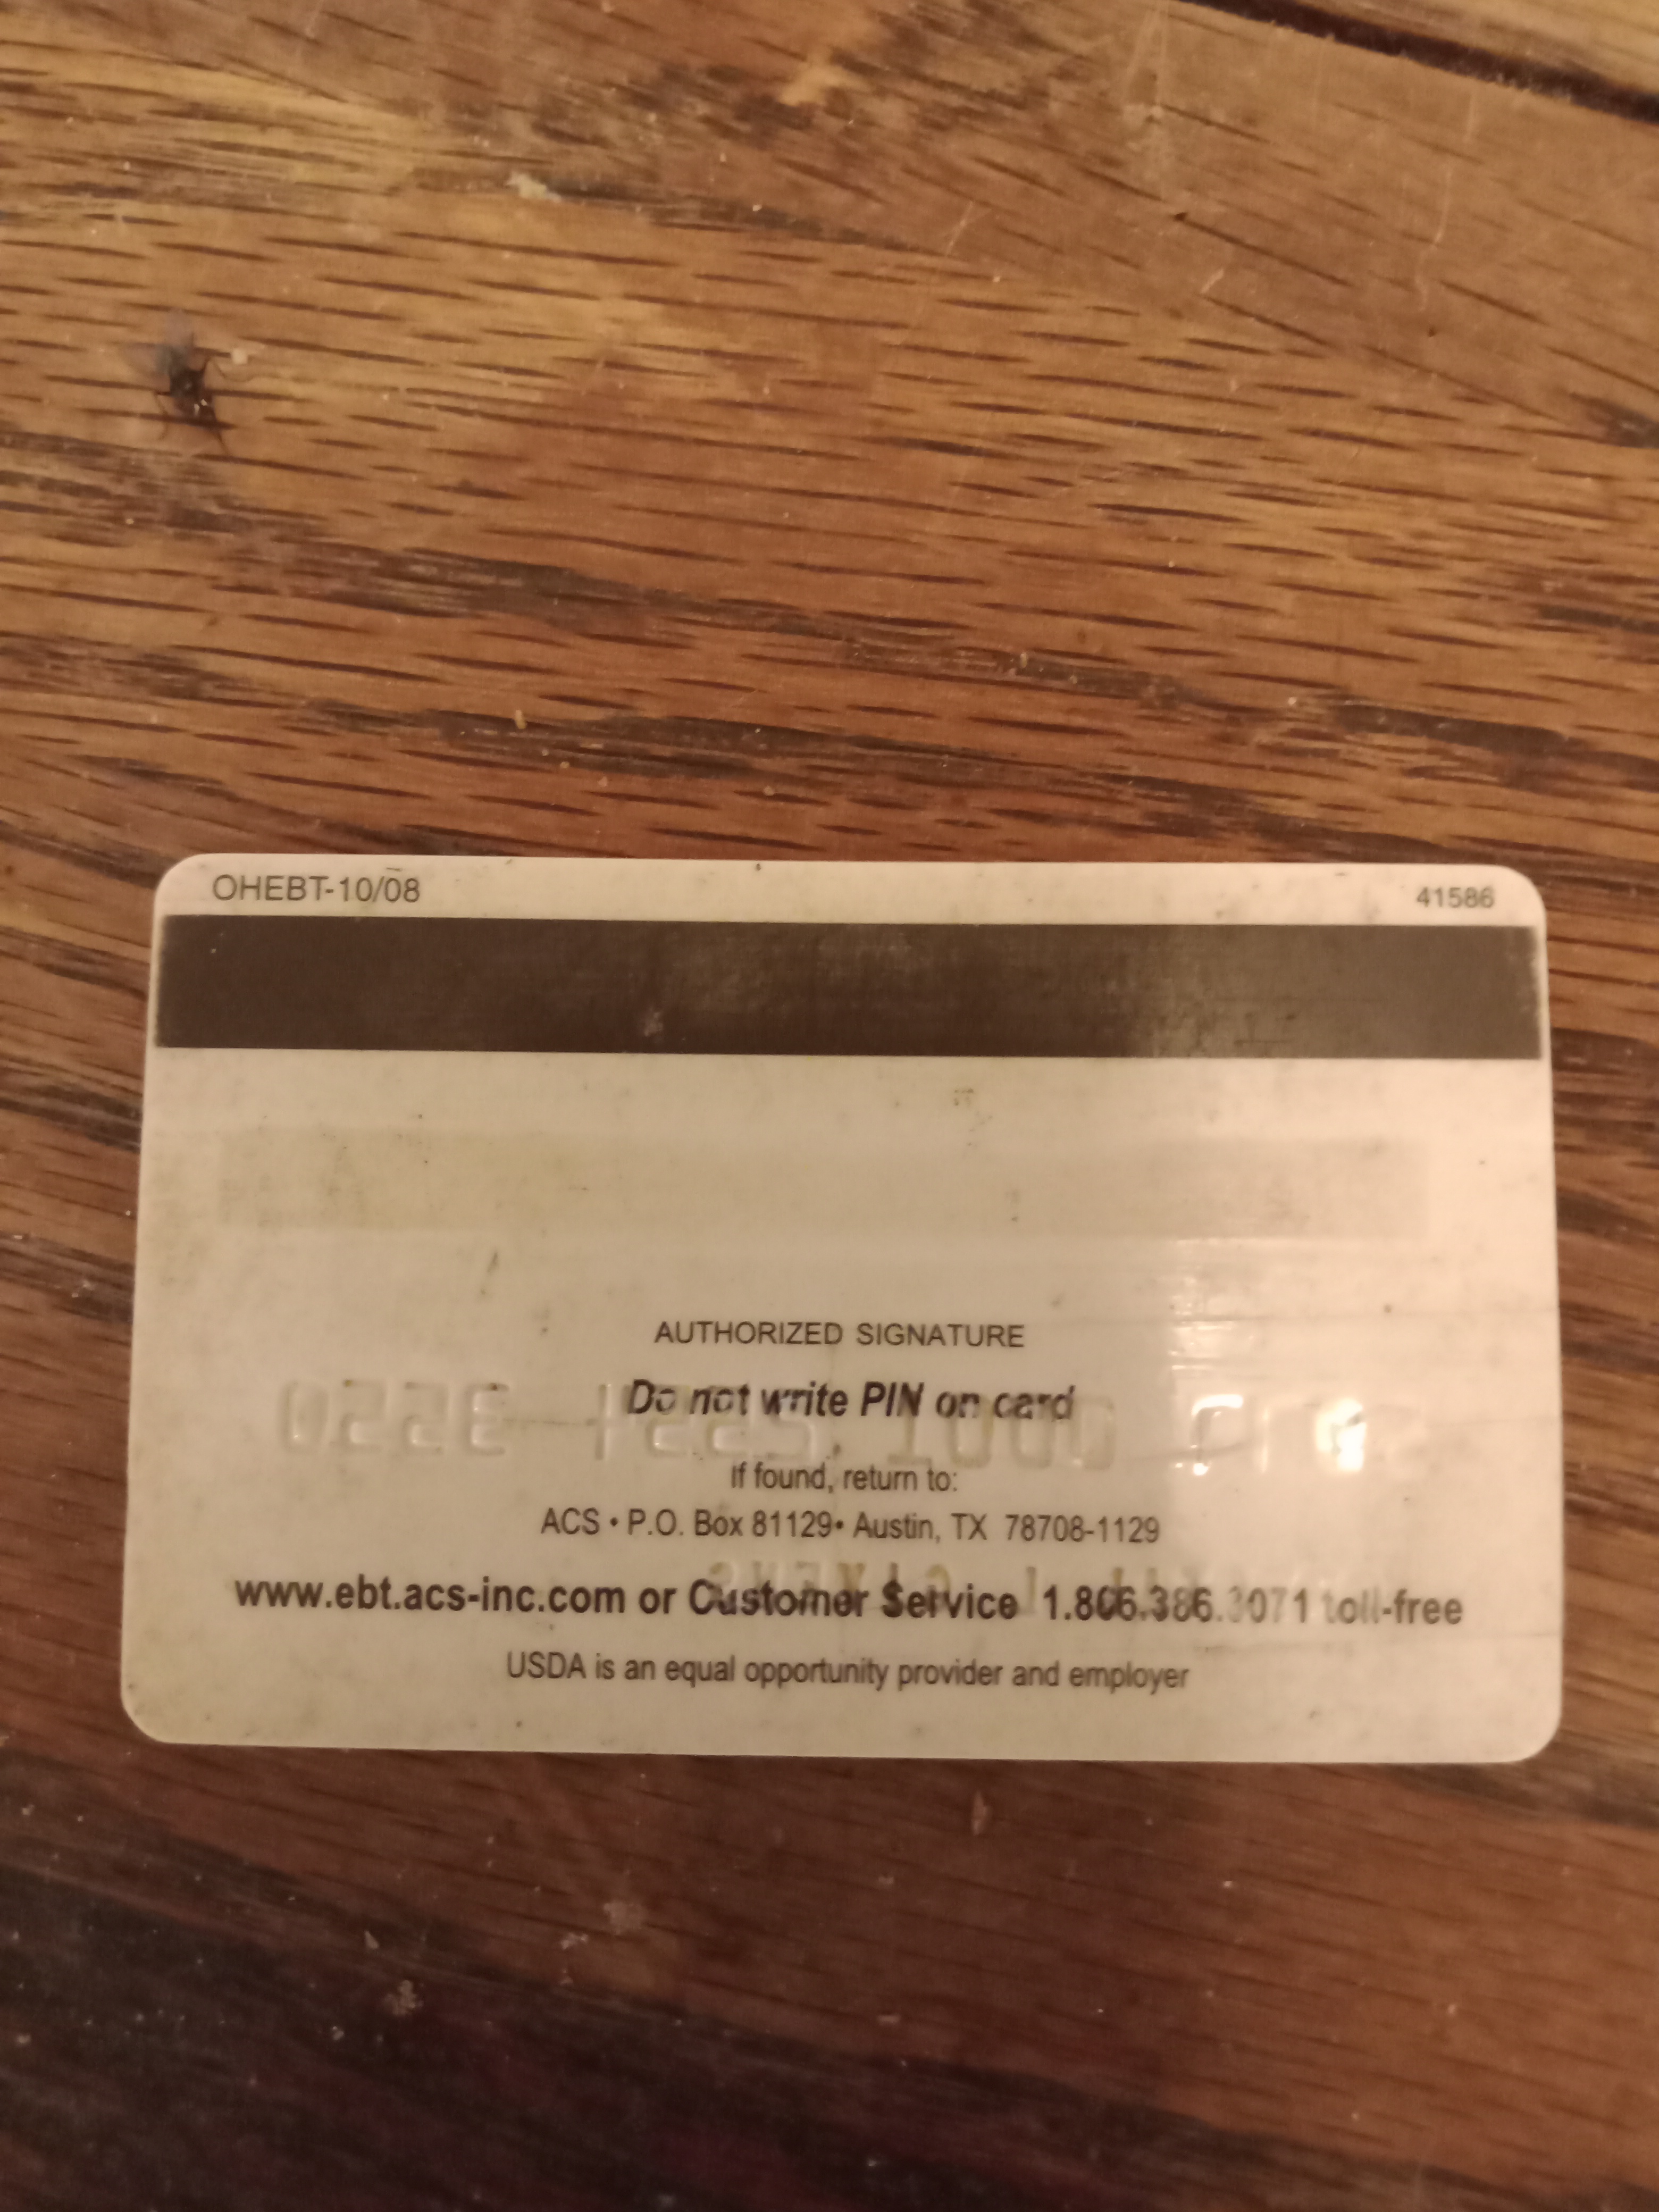 OHEBT-10/08 41586
AUTHORIZED SIGNATURE
Do not write PIN on card
If found, return to:
ACS • P.O. Box 81129• Austin, TX 78708-1129
www.ebt.acs-inc.com or Customer Service 1.866.386.3071 toll-free
USDA is an equal opportunity provider and employer